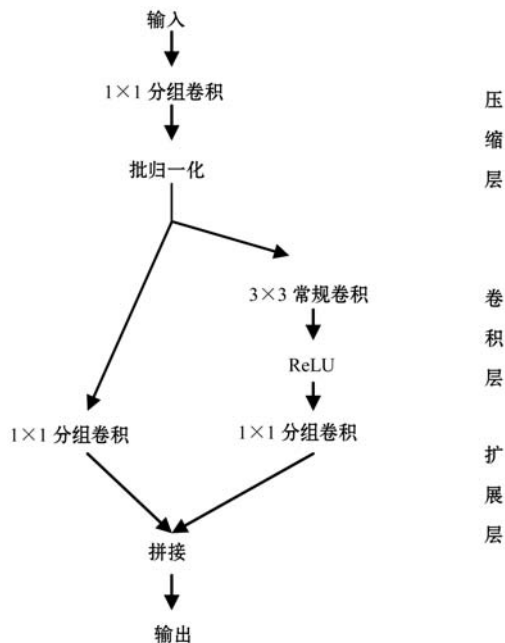 输入
1×1 分组卷积
批归一化
压缩层
3×3 常规卷积
ReLU
卷积层
1×1 分组卷积
1×1 分组卷积
扩展层
拼接
输出